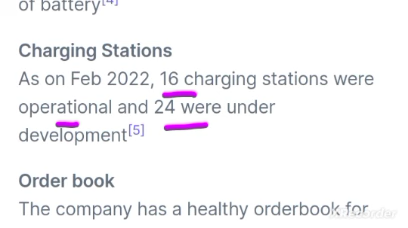 of battery[4]
Charging Stations
As on Feb 2022, 16 charging stations were
operational and 24 were under
development[5]
Order book
The company has a healthy orderbook for